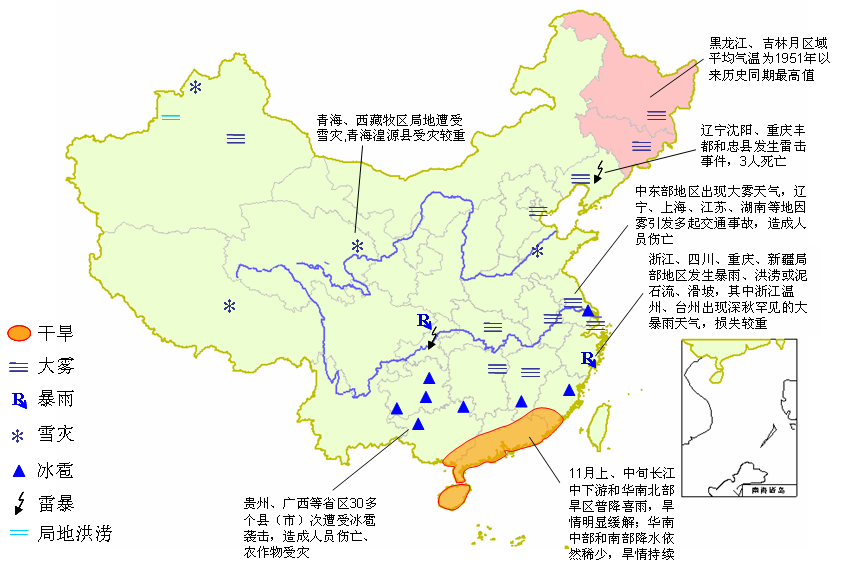 黑龙江、吉林月区域
平均气温为1951年以
来历史同期最高值
青海、西藏牧区局地遭受
雪灾,青海湟源县受灾较重
辽宁沈阳、重庆丰
都和忠县发生雷击
事件，3人死亡
中东部地区出现大雾天气，辽
宁、上海、江苏、湖南等地因
雾引发多起交通事故，造成人
员伤亡
浙江、四川、重庆、新疆局
部地区发生暴雨、洪涝或泥
石流、滑坡，其中浙江温
州、台州出现深秋罕见的大
暴雨天气，损失较重
干旱
大雾
R 暴雨
雪灾
冰雹
雷暴
局地洪涝
R
R
贵州、广西等省区30多
个县（市）次遭受冰雹
袭击，造成人员伤亡、
农作物受灾
11月上、中旬长江
中下游和华南北部
旱区普降喜雨，旱
情明显缓解；华南
中部和南部降水依
然稀少，旱情持续
南海诸岛